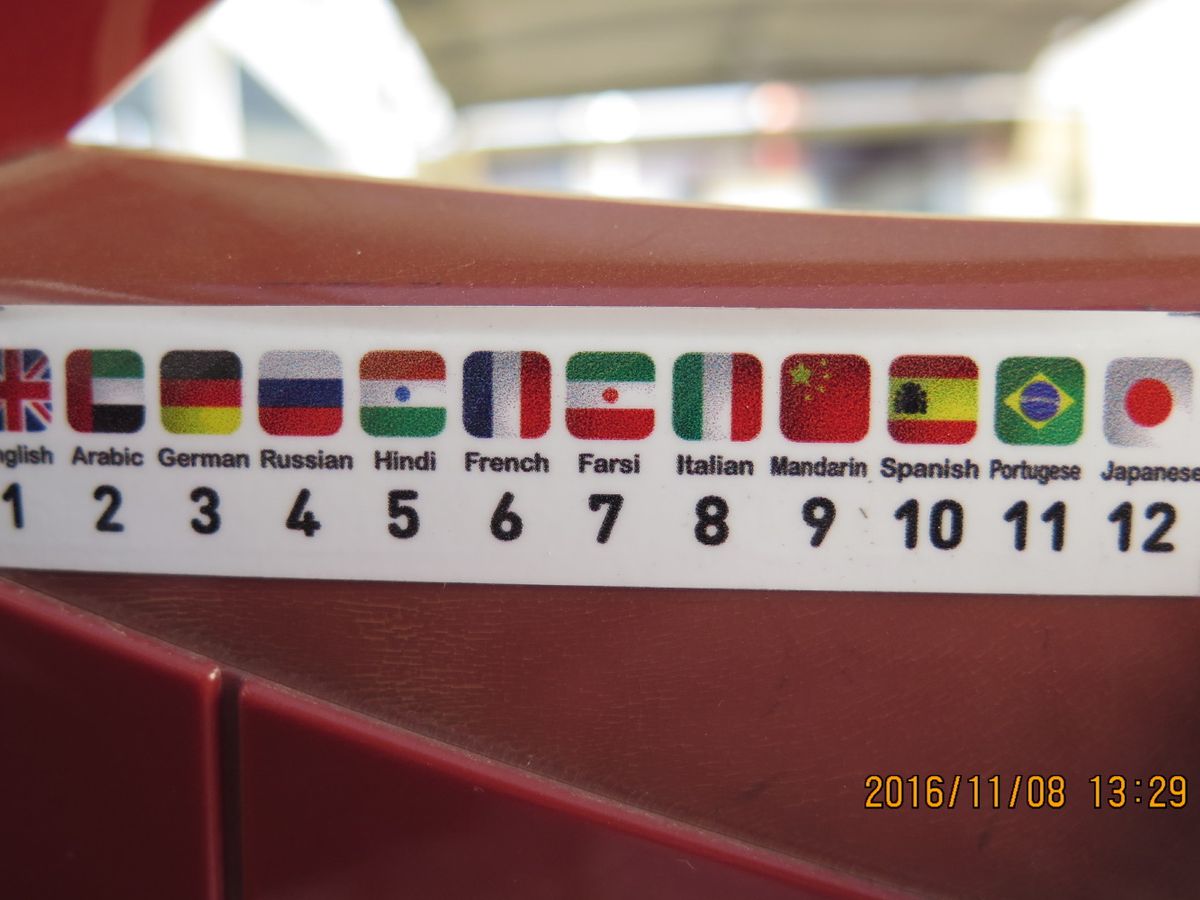 nglish Arabic German Russian Hindi French Farsi Italian Mandarin Spanish Portugese Japanese
1 2 3 4 5 6 7 8 9 10 11 12
2016/11/08 13:29